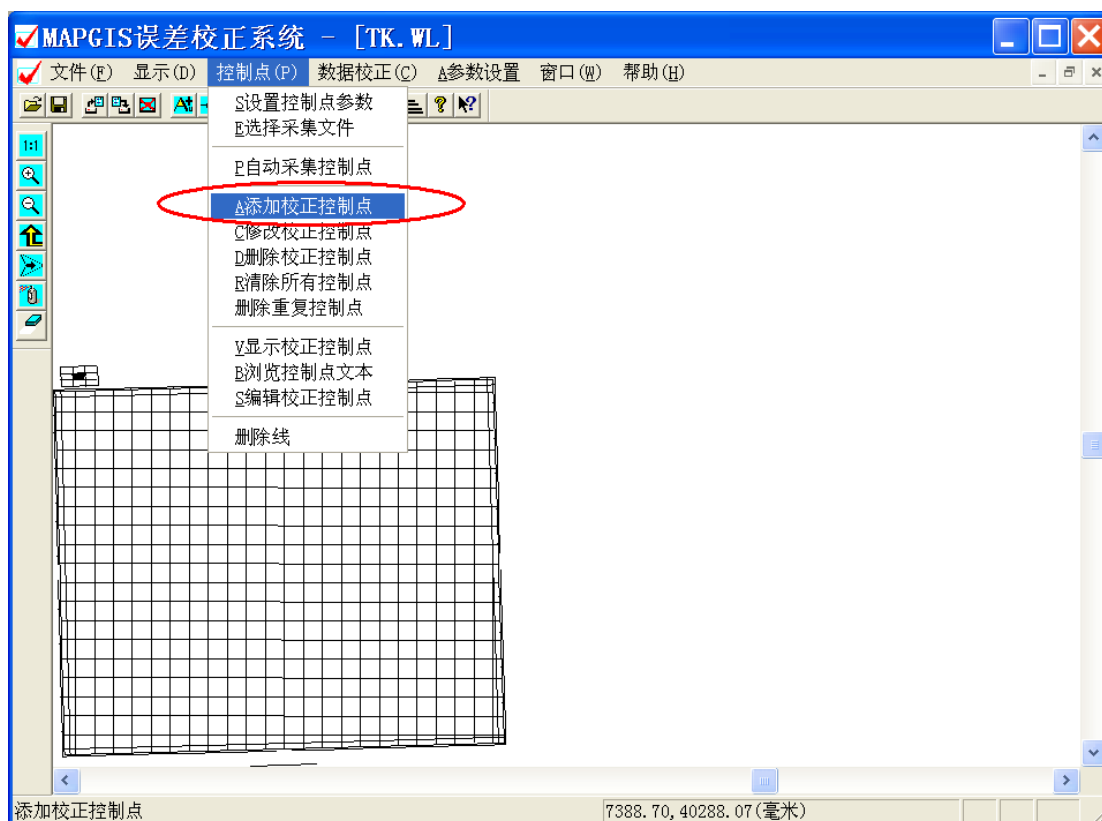 MAPGIS误差校正系统 - [TK.WL]
文件(F) 显示(D) 控制点(P) 数据校正(C) A参数设置 窗口(W) 帮助(H)
S设置控制点参数
E选择采集文件
P自动采集控制点
A添加校正控制点
C修改校正控制点
D删除校正控制点
R清除所有控制点
删除重复控制点
V显示校正控制点
B浏览控制点文本
S编辑校正控制点
删除线
1:1
添加校正控制点 7388.70,40288.07(毫米)